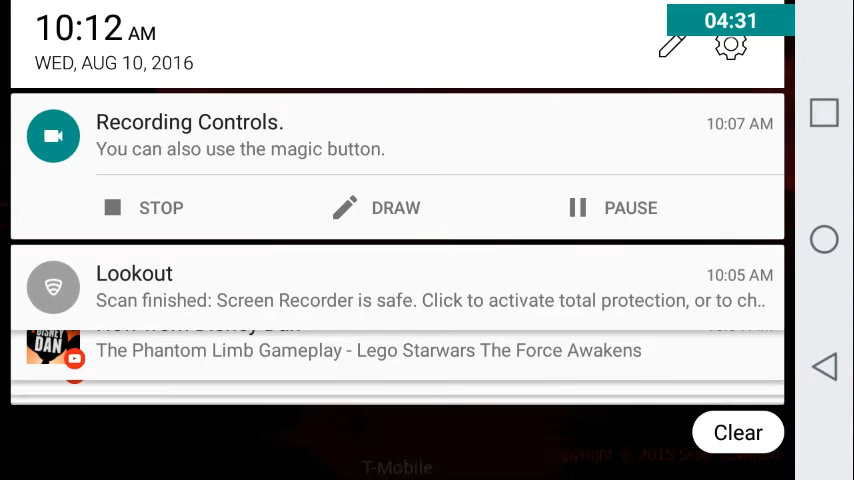 10:12 AM
04:31
WED, AUG 10, 2016
Recording Controls.
10:07 AM
You can also use the magic button.
STOP
DRAW
PAUSE
Lookout
10:05 AM
Scan finished: Screen Recorder is safe. Click to activate total protection, or to ch..
DISNEY
DAN
The Phantom Limb Gameplay - Lego Starwars The Force Awakens
Clear
T-Mobile